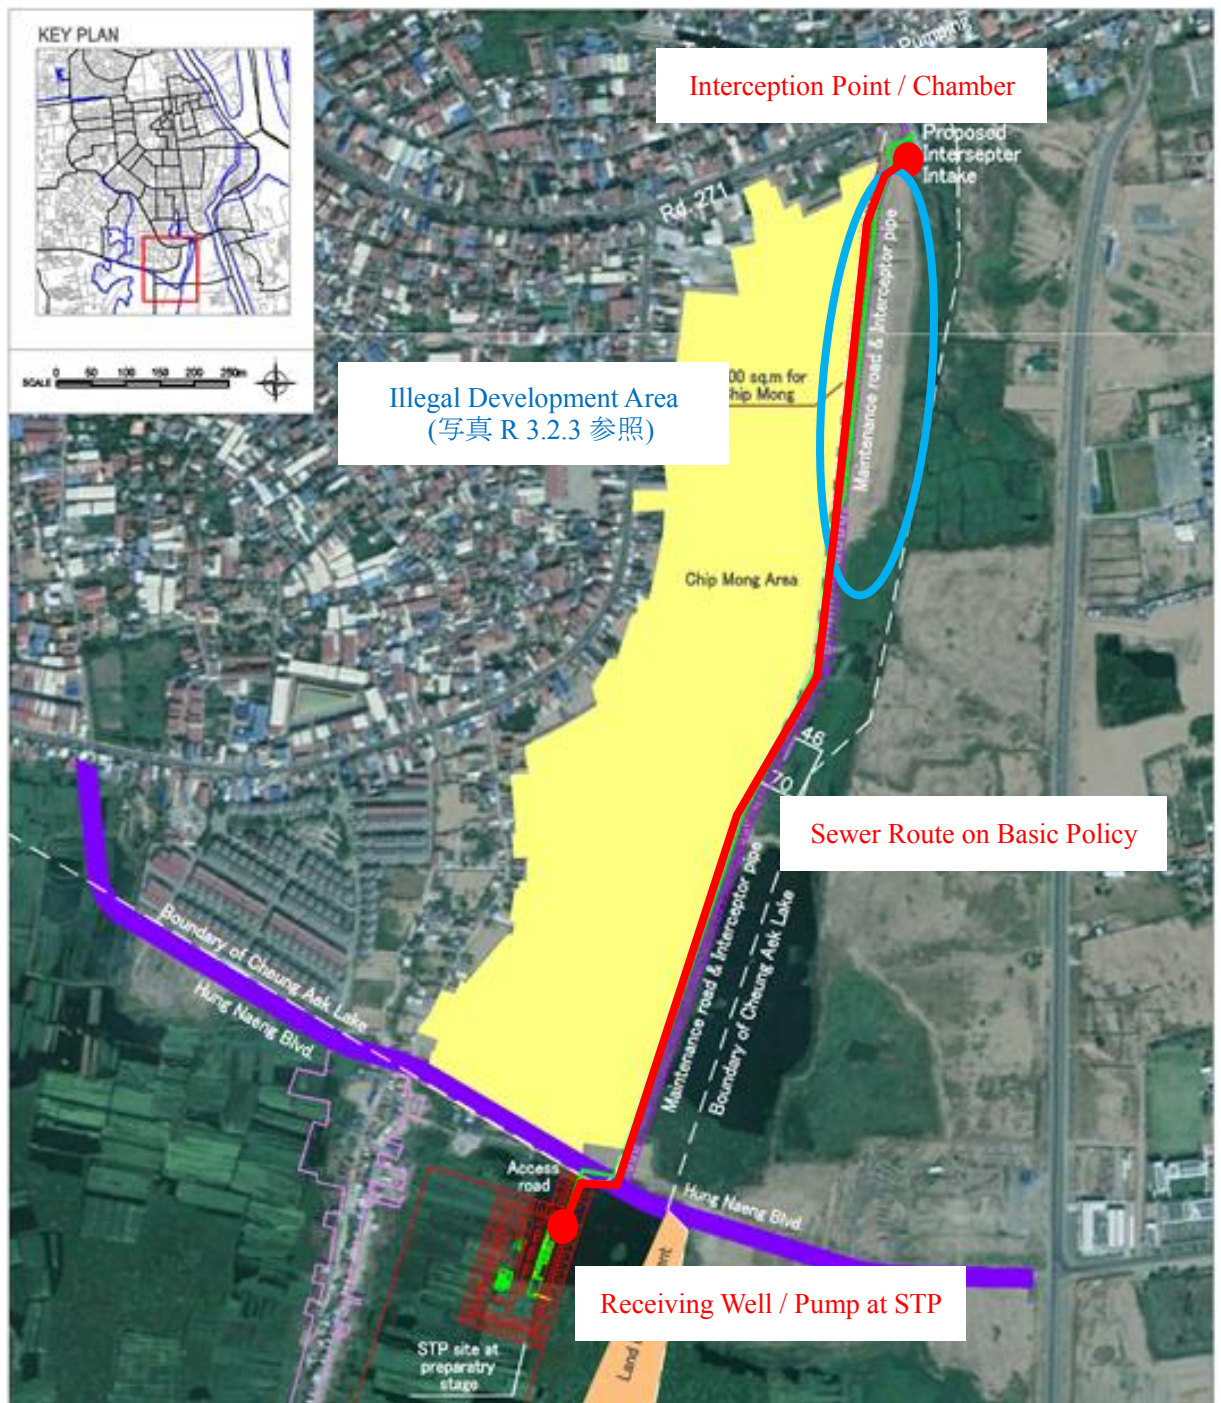 KEY PLAN
SCALE 0 50 100 150 200 250m
Pumping
Interception Point / Chamber
Proposed
Intersepter
Intake
Rd. 271
Maintenance road & Interceptor pipe
Illegal Development Area
(写真 R 3.2.3 参照)
00 sq.m for
Chip Mong
Chip Mong Area
46
70
Sewer Route on Basic Policy
Maintenance road & Interceptor pipe
Boundary of Cheung Aek Lake
Boundary of Cheung Aek Lake
Hung Naeng Blvd.
Access
road
Hung Naeng Blvd.
Receiving Well / Pump at STP
STP site at
preparatry
stage
Land